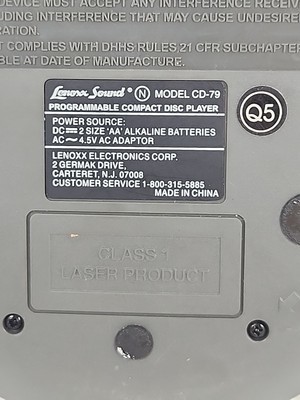 DEVICE MUST ACCEPT ANY INTERFERENCE
INTERFERENCE THAT MAY CAUSE UNDESIRE
RATION.
T COMPLIES WITH DHHS RULES 21 CFR SUBCHAPTER
BLE AT DATE OF MANUFACTURE.
Lenoxx Sound ® N MODEL CD-79
PROGRAMMABLE COMPACT DISC PLAYER
Q5
POWER SOURCE:
DC⎓2 SIZE 'AA' ALKALINE BATTERIES
AC～4.5V AC ADAPTOR
LENOXX ELECTRONICS CORP.
2 GERMAK DRIVE,
CARTERET, N.J. 07008
CUSTOMER SERVICE 1-800-315-5885
MADE IN CHINA
CLASS 1
LASER PRODUCT